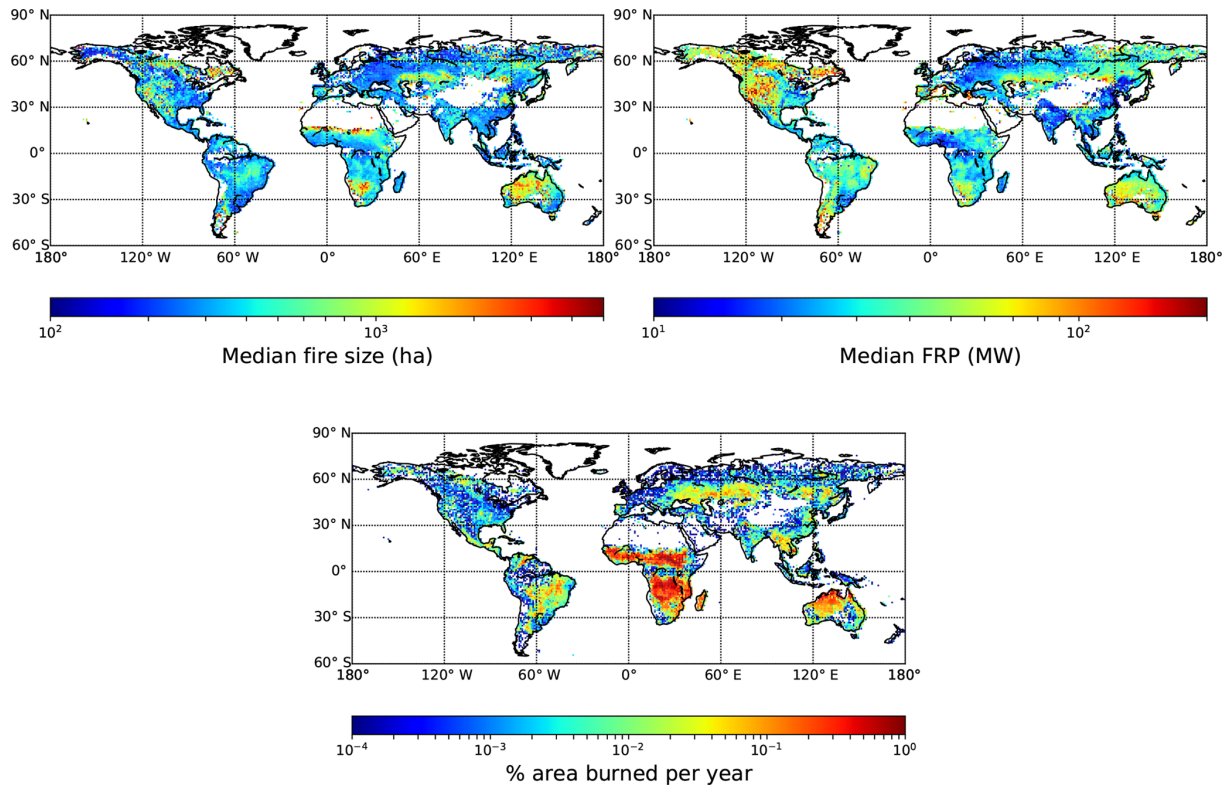 90° N
60° N
30° N
0°
30° S
60° S
180° 120° W 60° W 0° 60° E 120° E 180°
10² 10³
Median fire size (ha)
90° N
60° N
30° N
0°
30° S
60° S
180° 120° W 60° W 0° 60° E 120° E 180°
10¹ 10²
Median FRP (MW)
90° N
60° N
30° N
0°
30° S
60° S
180° 120° W 60° W 0° 60° E 120° E 180°
10⁻⁴ 10⁻³ 10⁻² 10⁻¹ 10⁰
% area burned per year